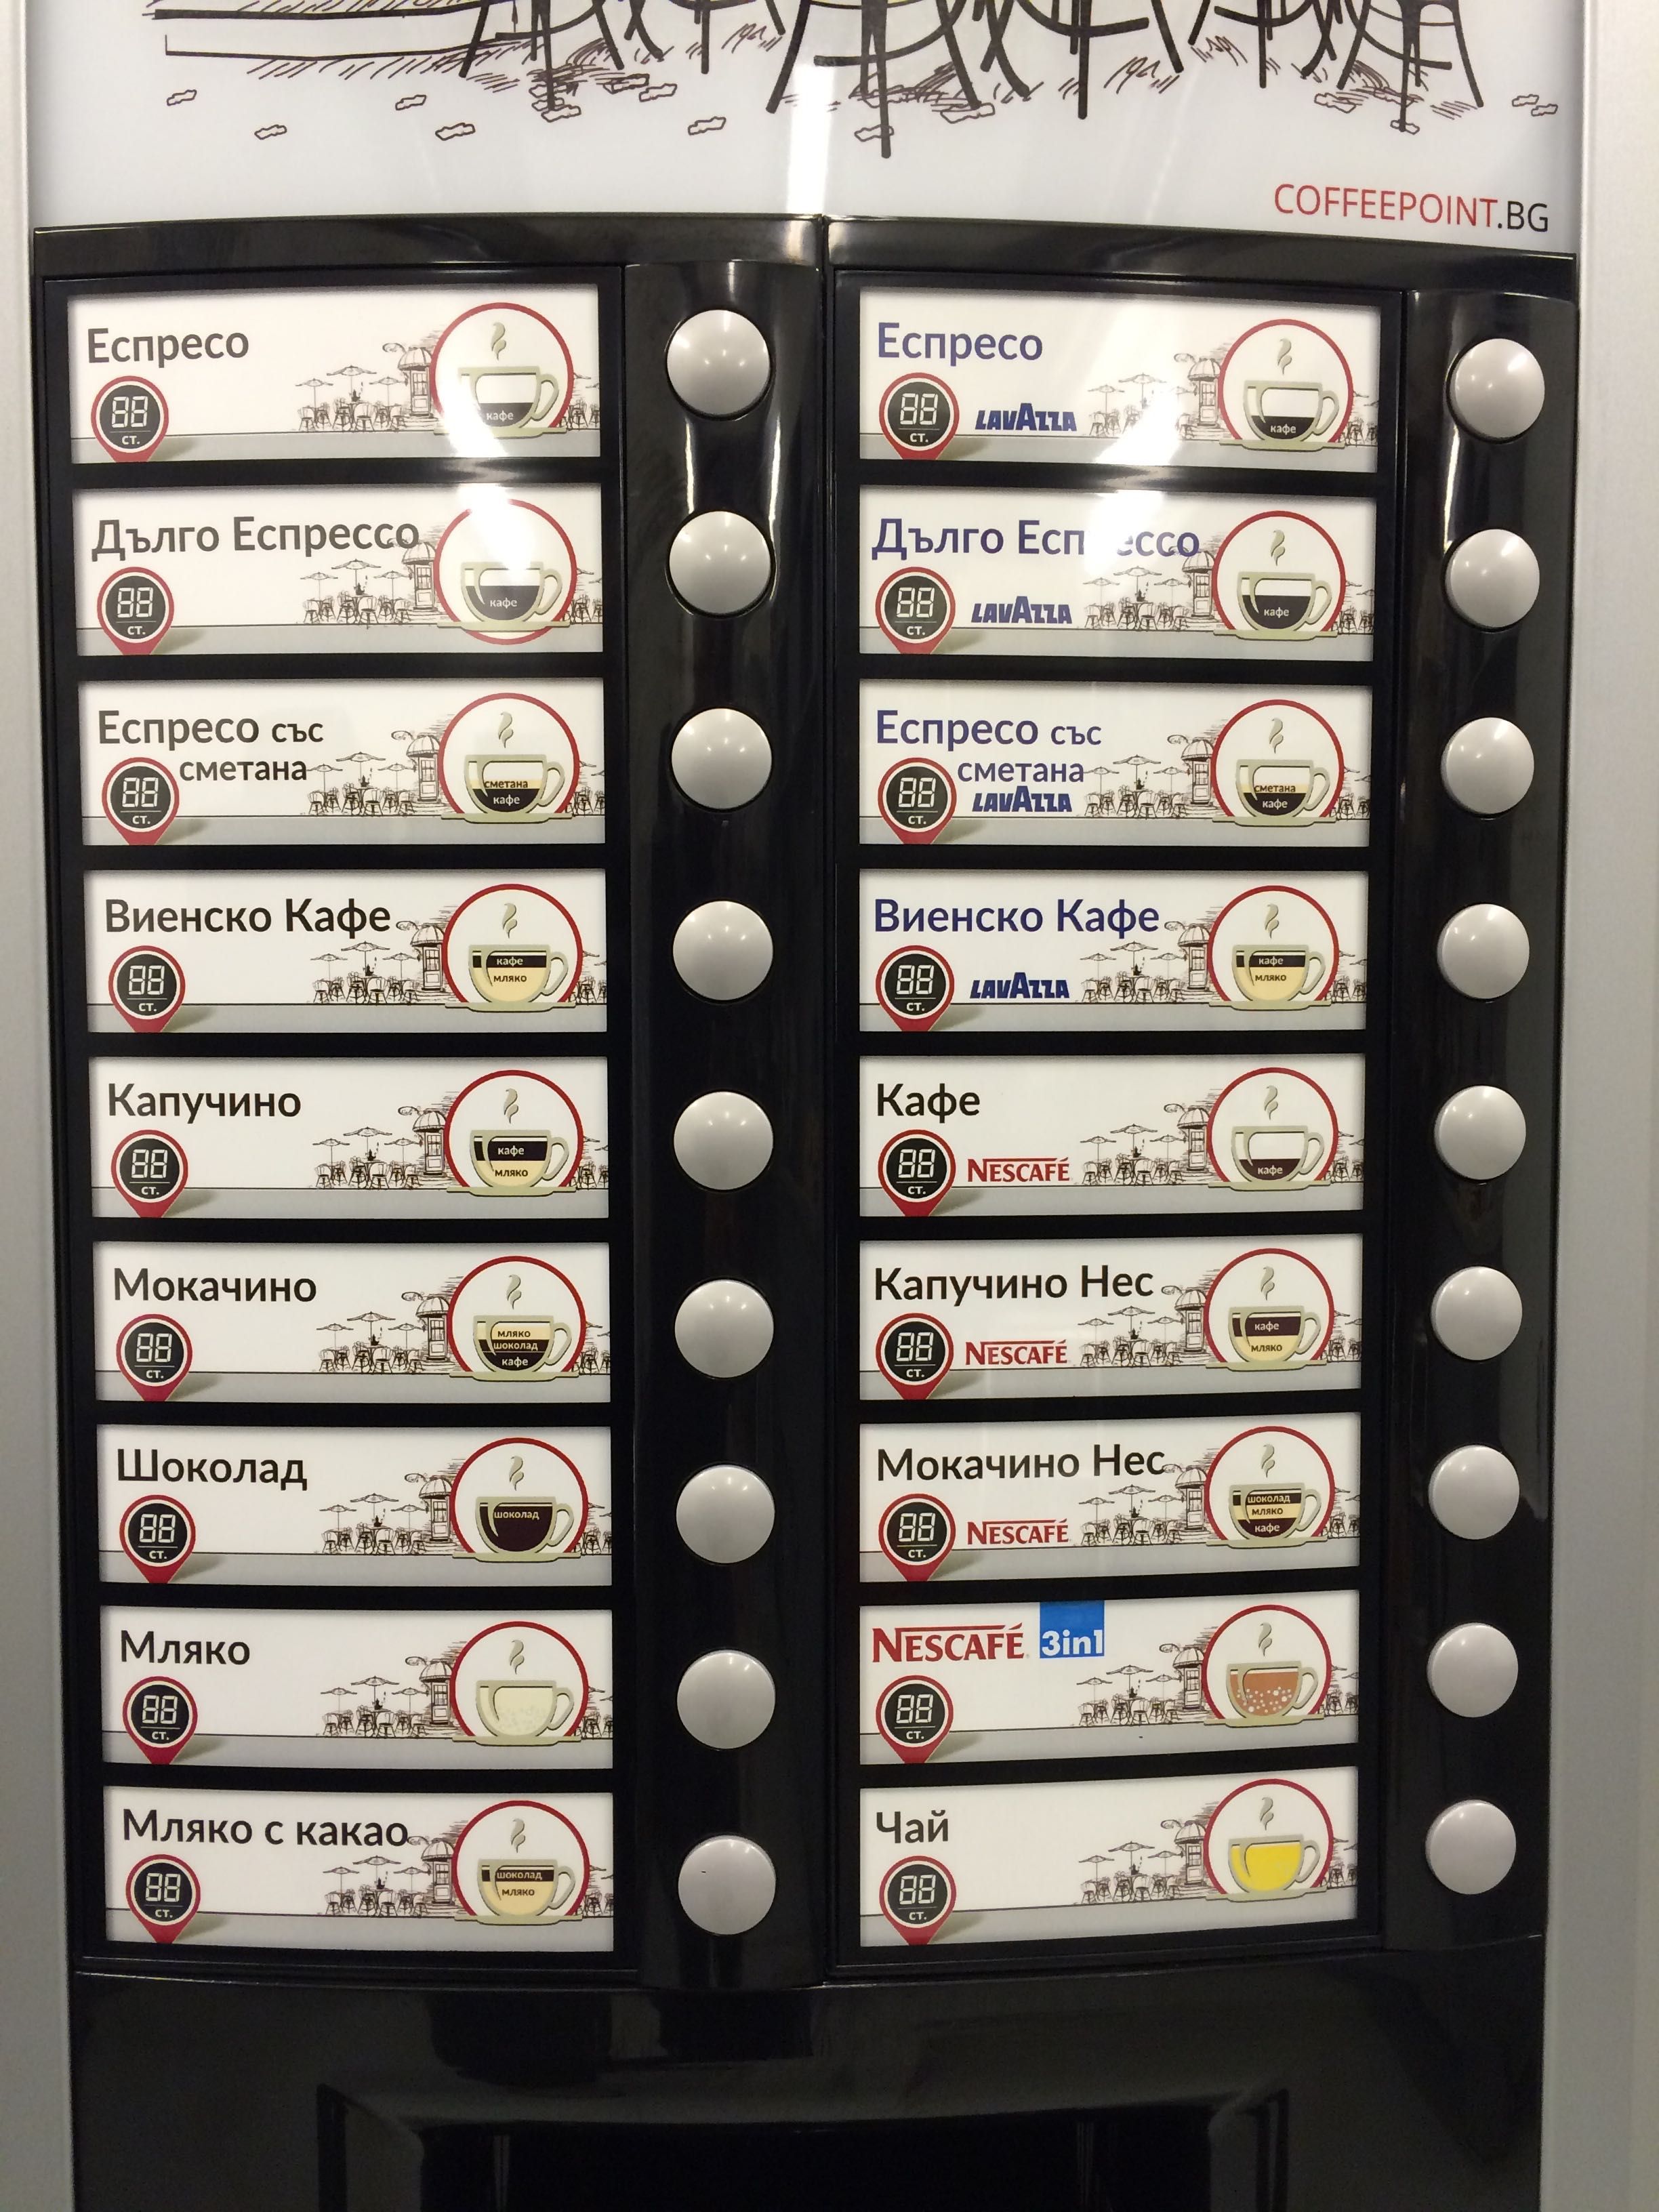 COFFEEPOINT.BG
Еспресо
88
ст.
кафе
Дълго Еспрессо
88
ст.
кафе
Еспресо със
сметана
88
ст.
сметана
кафе
Виенско Кафе
88
ст.
кафе
мляко
Капучино
88
ст.
кафе
мляко
Мокачино
88
ст.
мляко
шоколад
кафе
Шоколад
88
ст.
шоколад
Мляко
88
ст.
Мляко с какао
88
ст.
шоколад
мляко
Еспресо
88
ст.
LAVAZZA
кафе
Дълго Есп ессо
88
ст.
LAVAZZA
кафе
Еспресо със
сметана
88
ст.
LAVAZZA
сметана
кафе
Виенско Кафе
88
ст.
LAVAZZA
кафе
мляко
Кафе
88
ст.
NESCAFÉ
кафе
Капучино Нес
88
ст.
NESCAFÉ
кафе
мляко
Мокачино Нес
88
ст.
NESCAFÉ
шоколад
мляко
кафе
NESCAFÉ 3in1
88
ст.
Чай
88
ст.